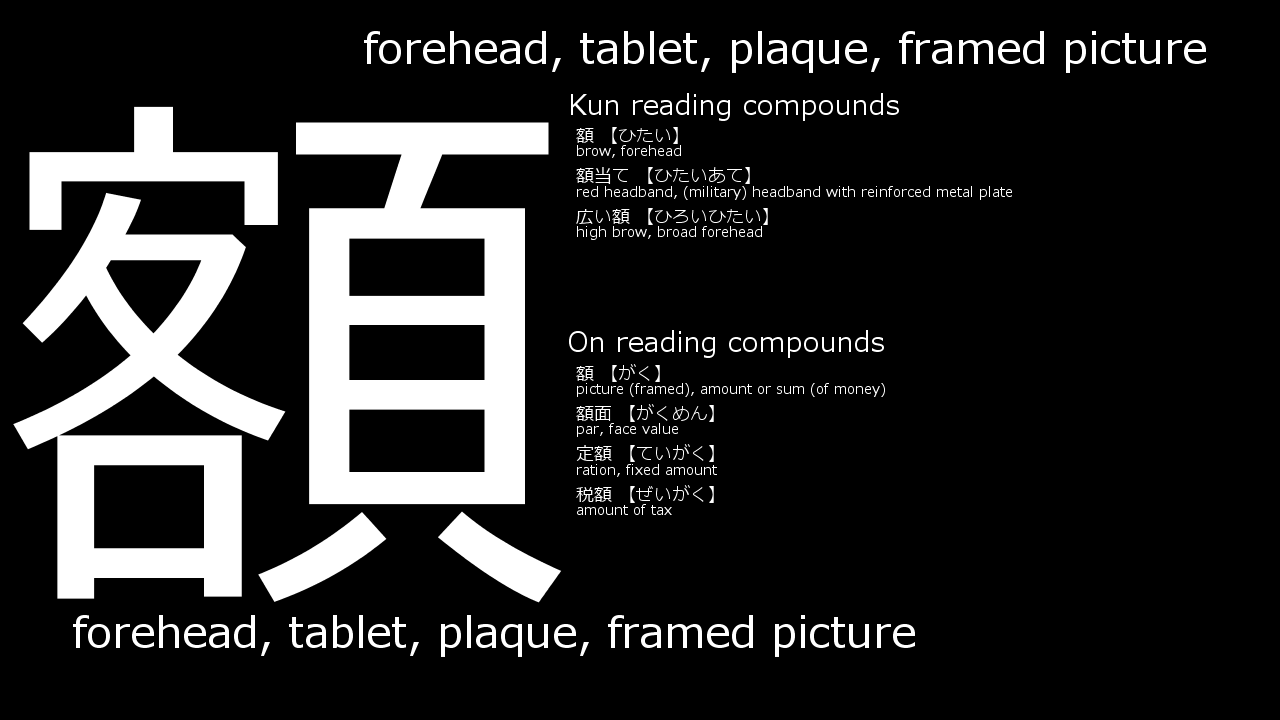 forehead, tablet, plaque, framed picture
額
Kun reading compounds
額 【ひたい】
brow, forehead
額当て 【ひたいあて】
red headband, (military) headband with reinforced metal plate
広い額 【ひろいひたい】
high brow, broad forehead
On reading compounds
額 【がく】
picture (framed), amount or sum (of money)
額面 【がくめん】
par, face value
定額 【ていがく】
ration, fixed amount
税額 【ぜいがく】
amount of tax
forehead, tablet, plaque, framed picture